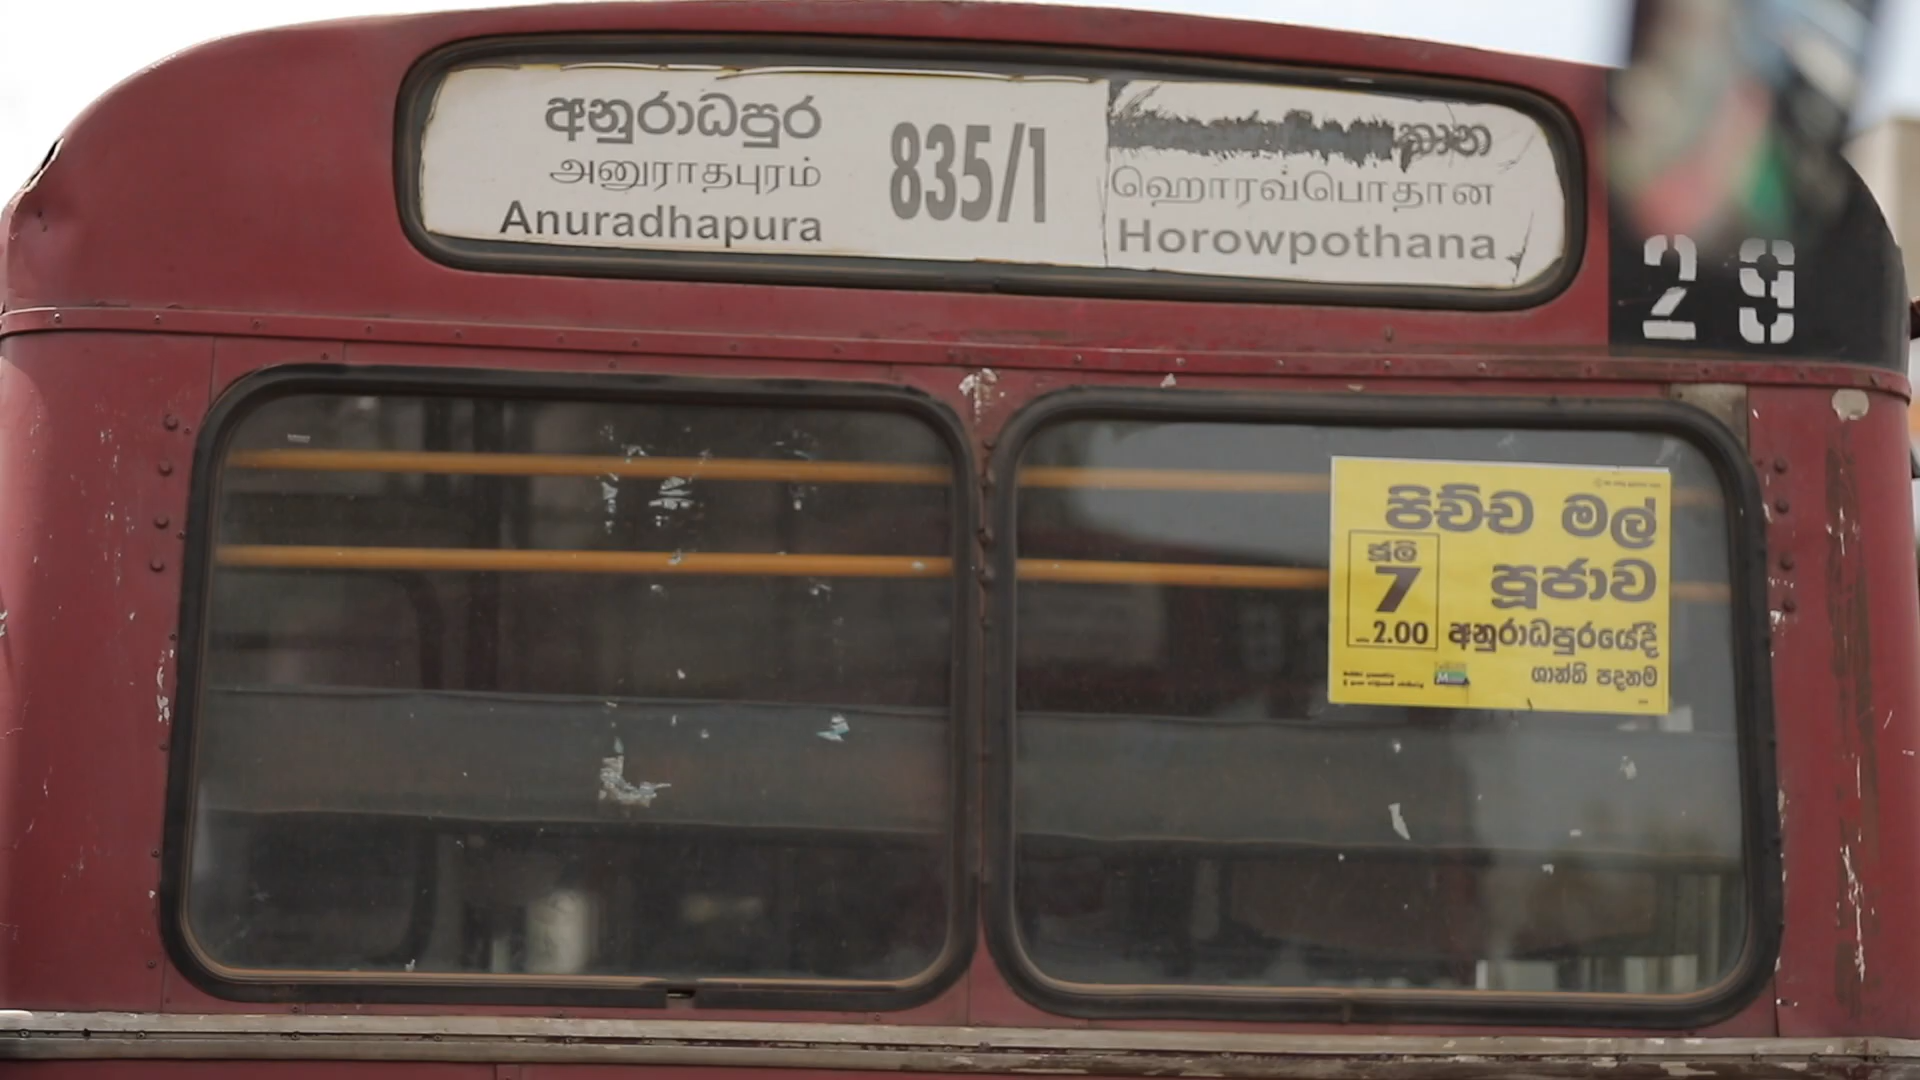 අනුරාධපුර
அனுராதபுரம்
Anuradhapura
835/1
ஹொரவ்பொதான
Horowpothana
29
පිච්ච මල්
පූජාව
ජූලි
7
2.00
අනුරාධපුරයේදී
ශාන්ති පදනම